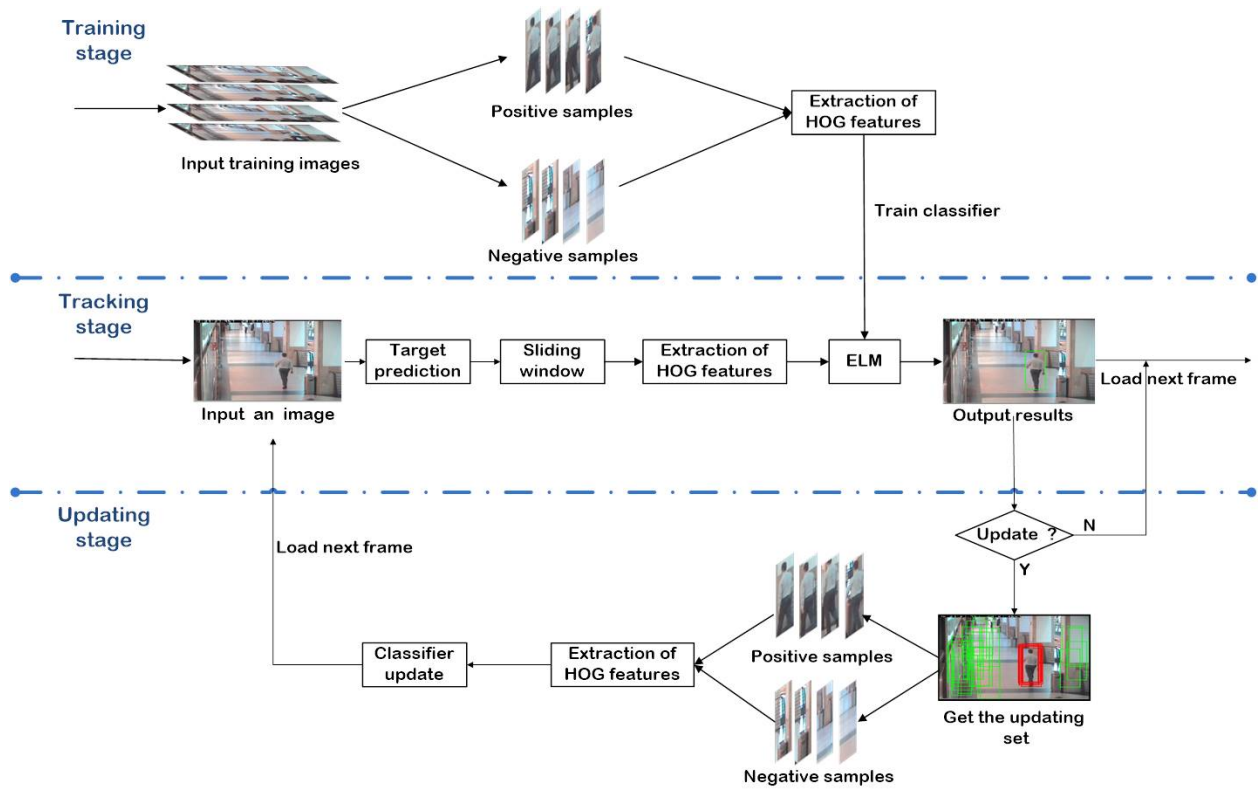 Training
stage
Input training images
Positive samples
Negative samples
Extraction of
HOG features
Train classifier
Tracking
stage
Input an image
Target
prediction
Sliding
window
Extraction of
HOG features
ELM
Output results
Load next frame
Updating
stage
Load next frame
Update ?
N
Y
Get the updating
set
Positive samples
Negative samples
Extraction of
HOG features
Classifier
update